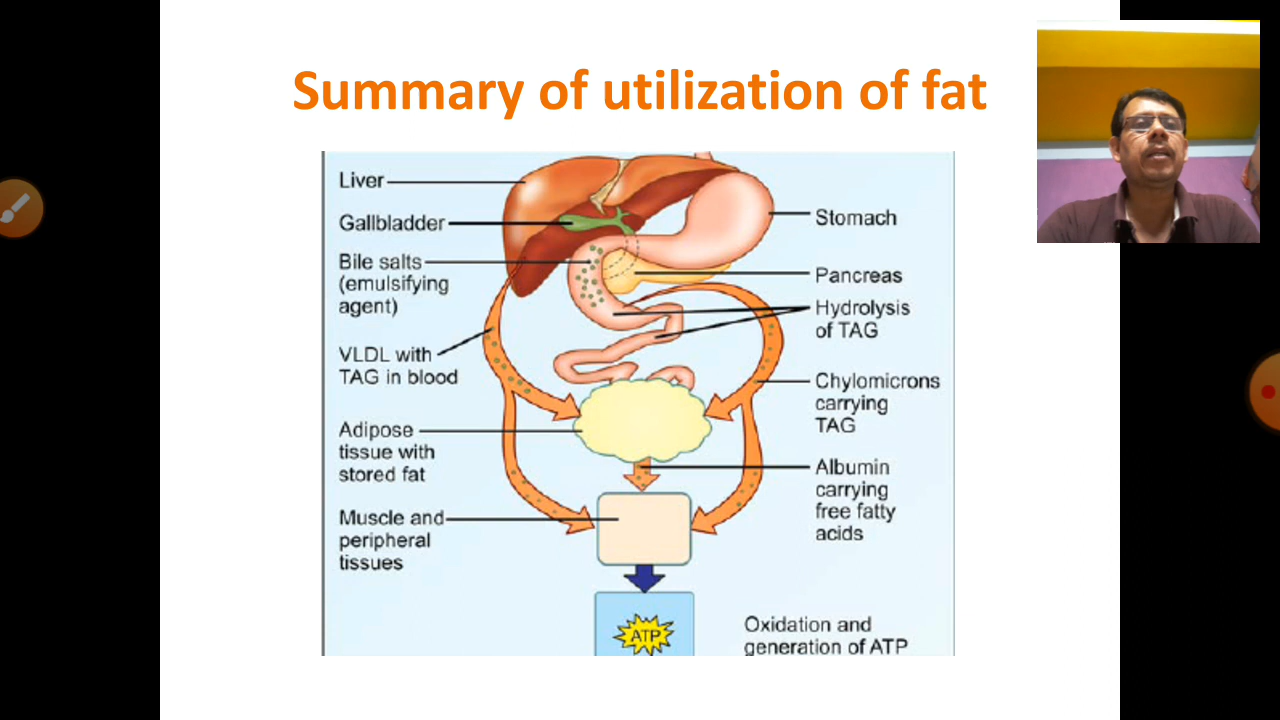 Summary of utilization of fat
Liver
Gallbladder
Bile salts
(emulsifying
agent)
VLDL with
TAG in blood
Adipose
tissue with
stored fat
Muscle and
peripheral
tissues
Stomach
Pancreas
Hydrolysis
of TAG
Chylomicrons
carrying
TAG
Albumin
carrying
free fatty
acids
ATP
Oxidation and
generation of ATP